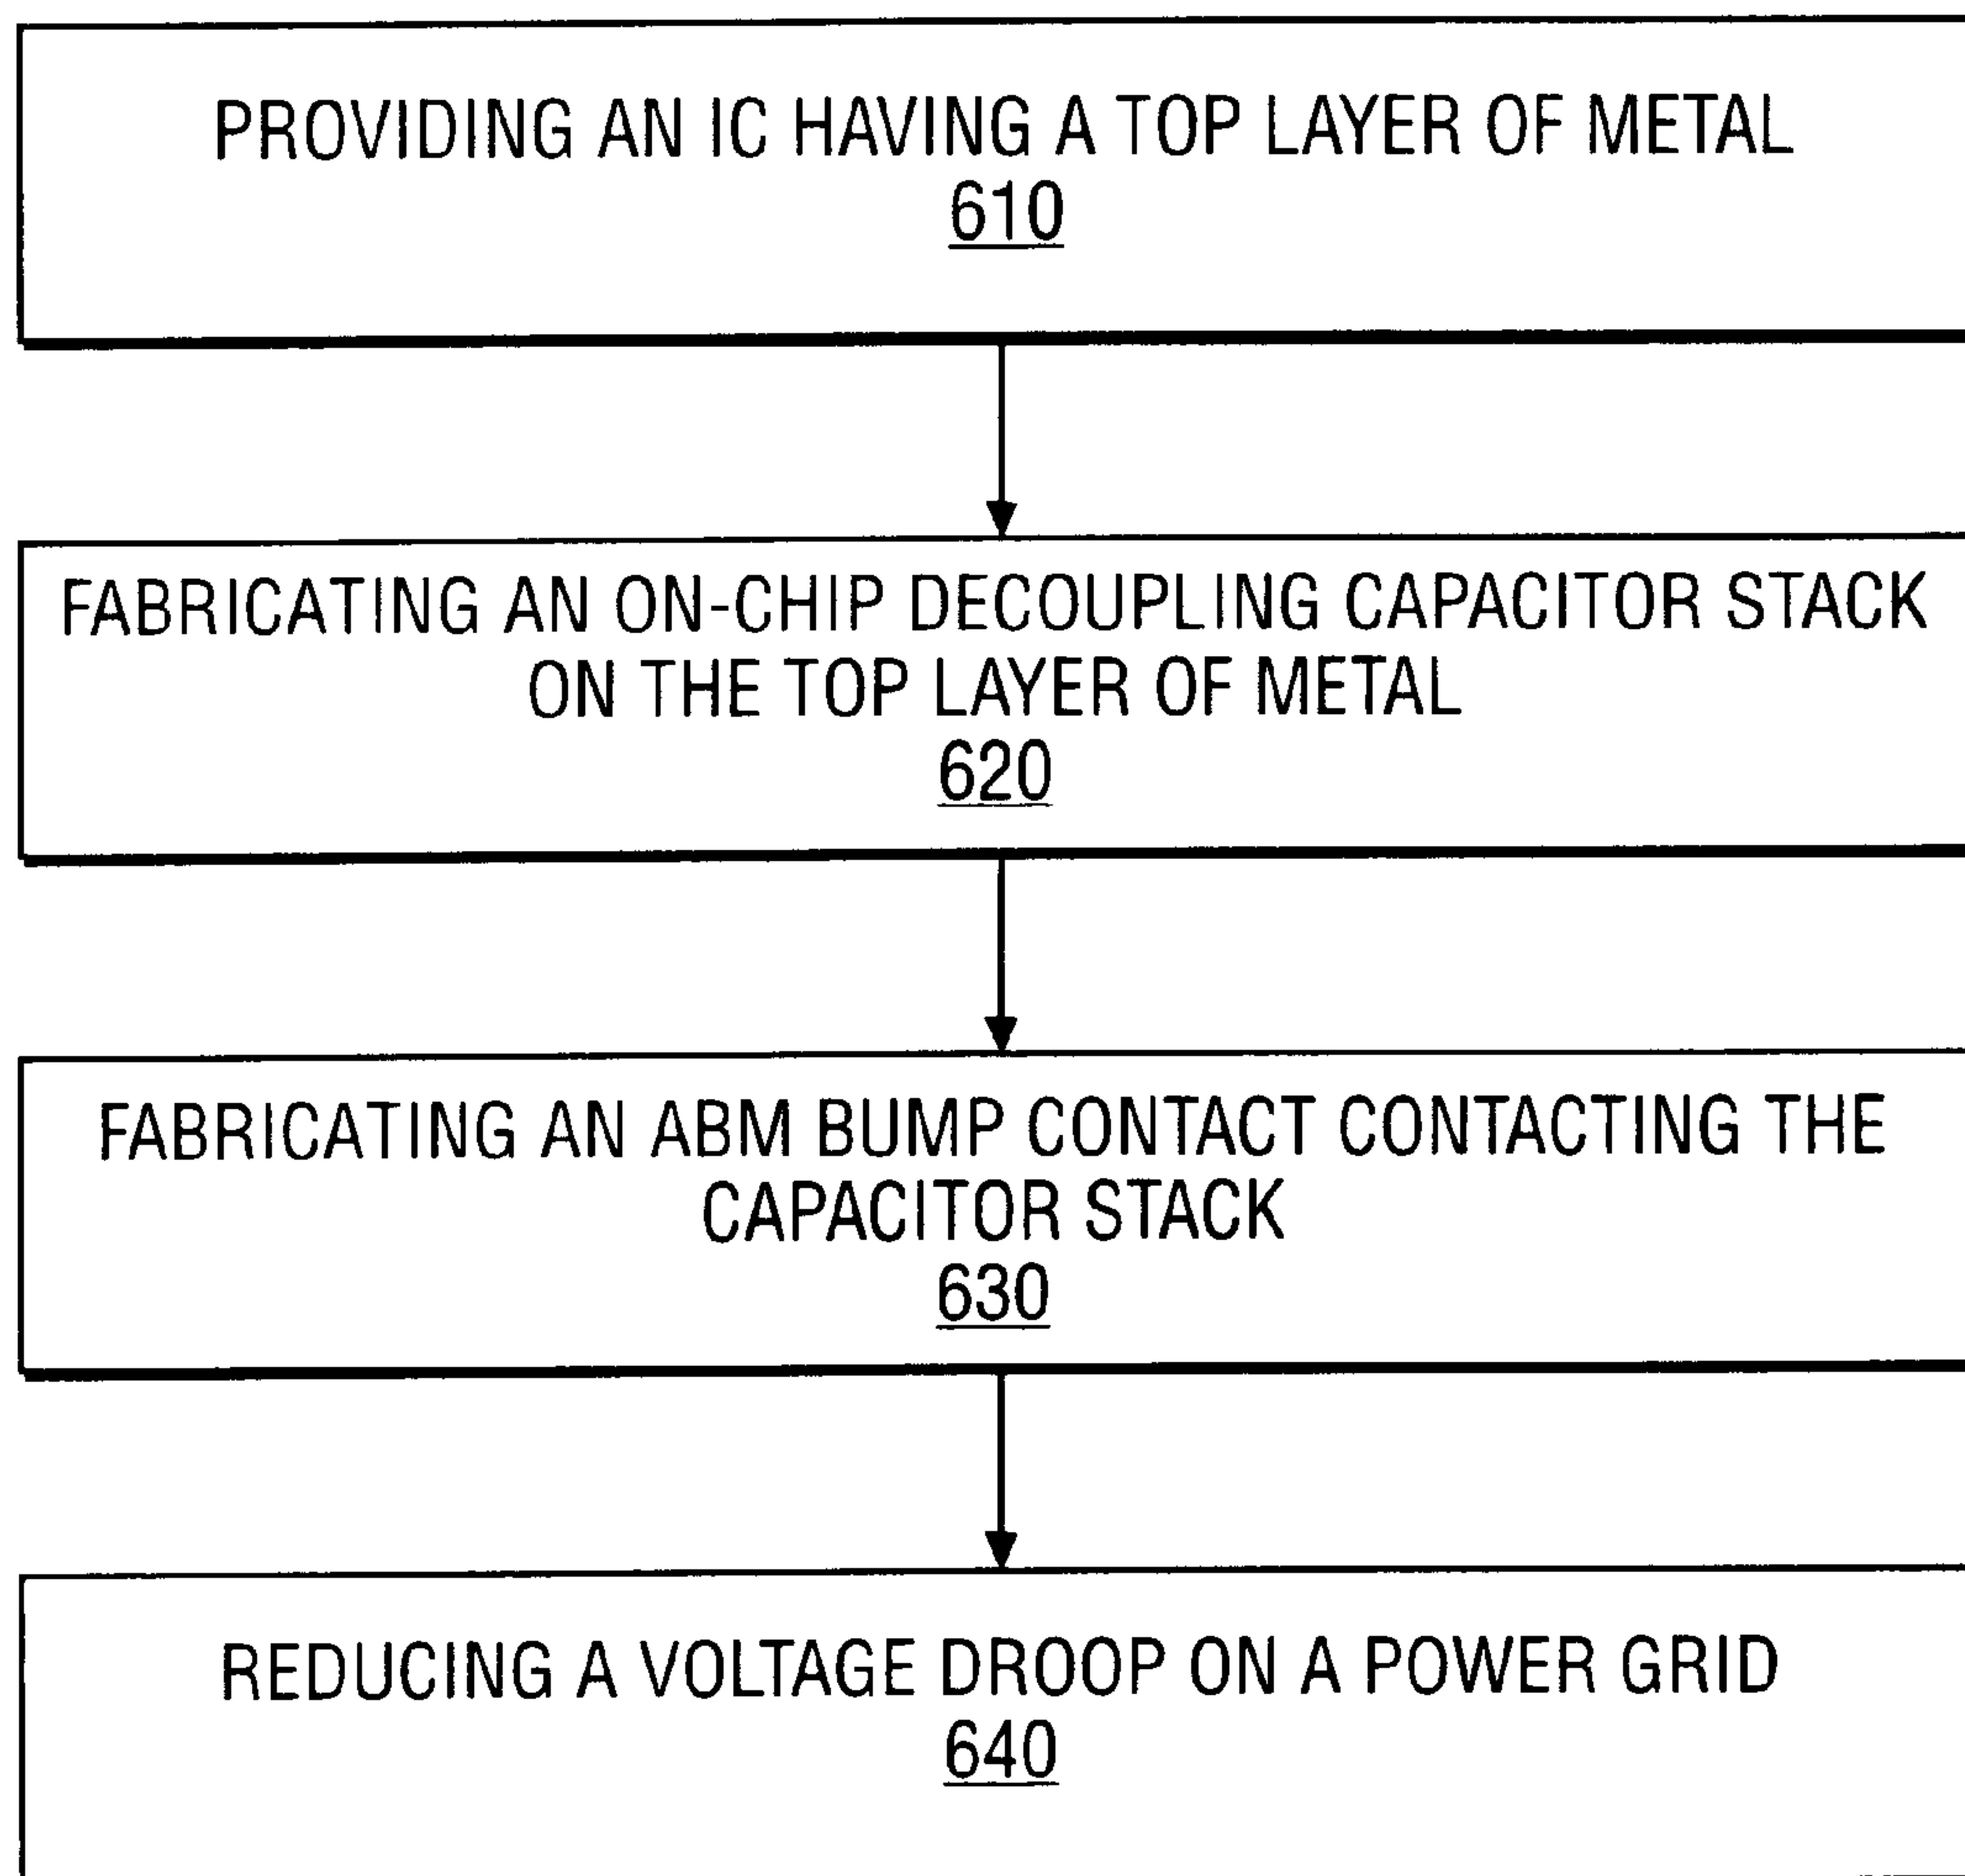 PROVIDING AN IC HAVING A TOP LAYER OF METAL
610
FABRICATING AN ON-CHIP DECOUPLING CAPACITOR STACK
ON THE TOP LAYER OF METAL
620
FABRICATING AN ABM BUMP CONTACT CONTACTING THE
CAPACITOR STACK
630
REDUCING A VOLTAGE DROOP ON A POWER GRID
640